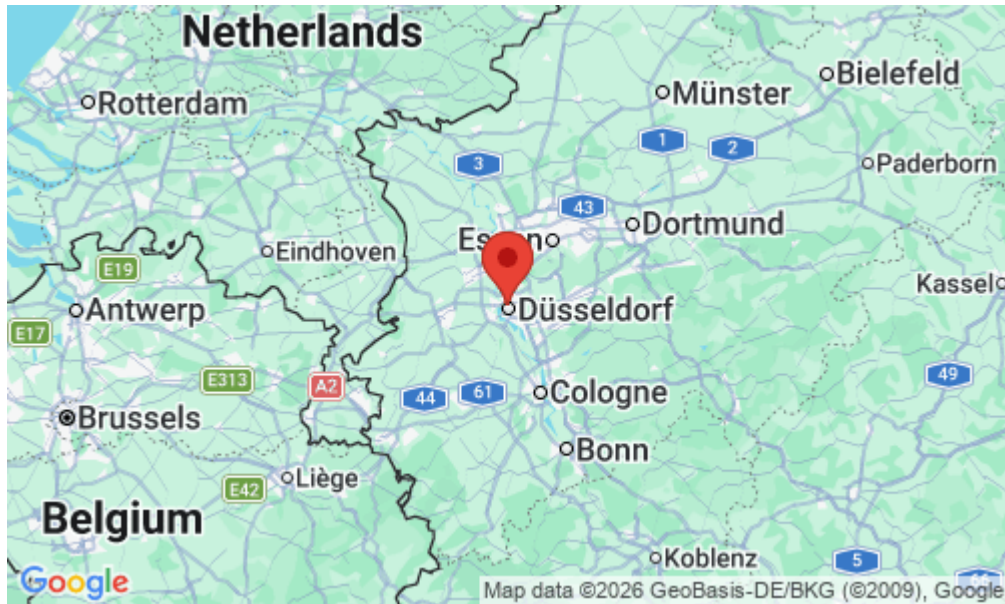 Netherlands
Bielefeld
Münster
Rotterdam
1
2
3
Paderborn
43
Dortmund
Eindhoven
E19
Kassel
Antwerp
Düsseldorf
E17
E313
A2
44
61
49
Cologne
Brussels
Bonn
Liège
E42
Belgium
Koblenz
5
Google
Map data ©2026 GeoBasis-DE/BKG (©2009), Google